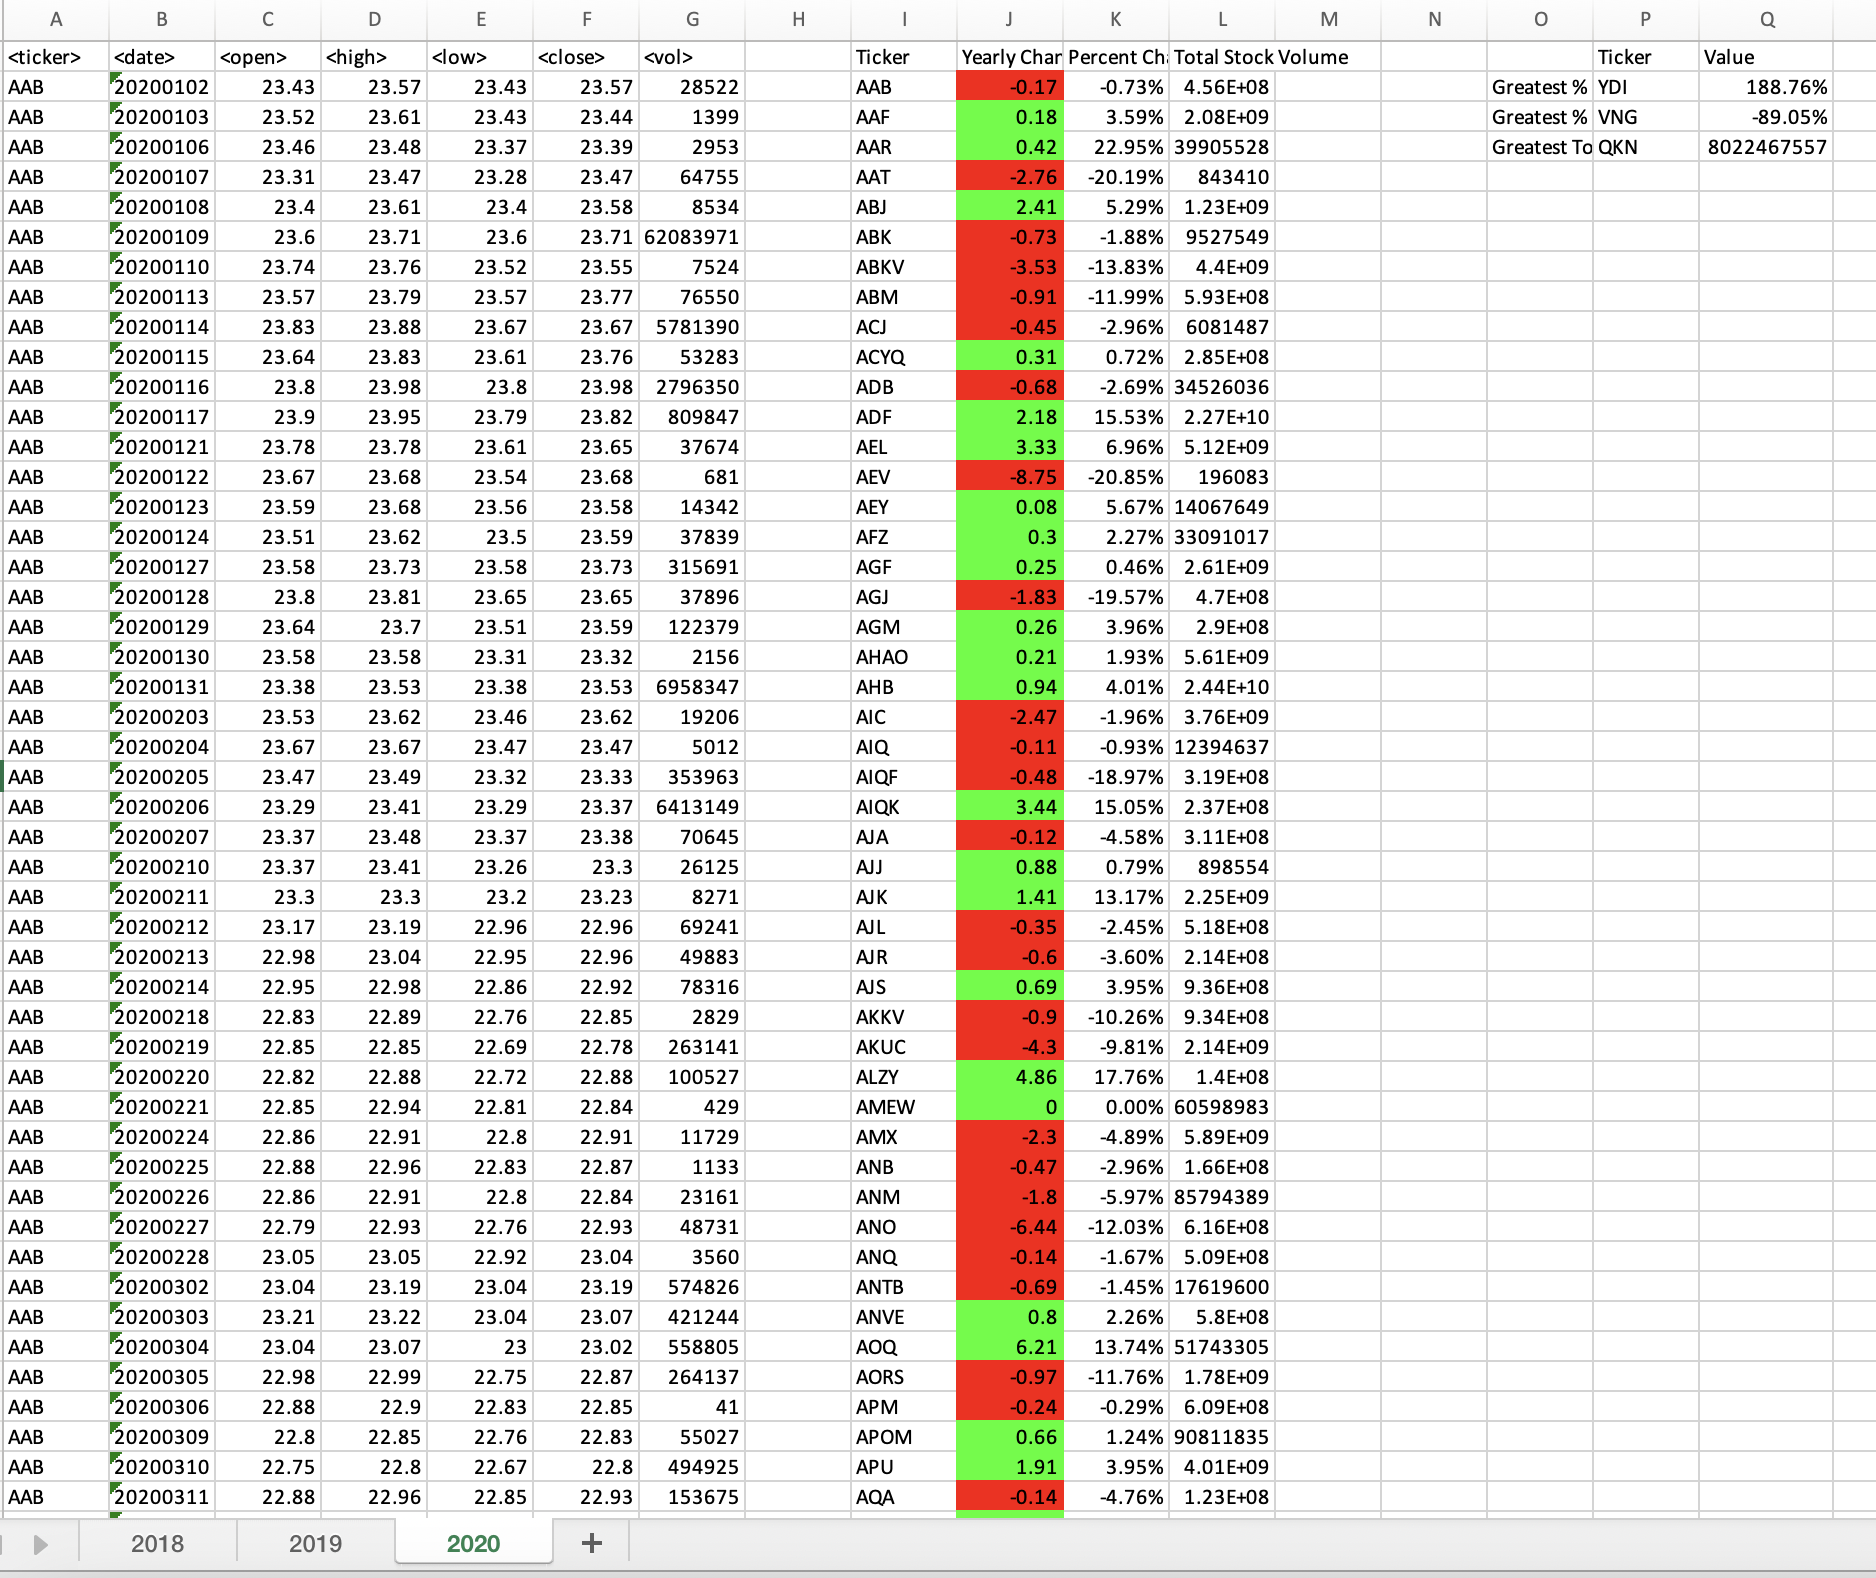 A B C D E F G H I J K L M N O P Q
<ticker> <date> <open> <high> <low> <close> <vol> Ticker Yearly Char Percent Ch Total Stock Volume Ticker Value
AAB 20200102 23.43 23.57 23.43 23.57 28522 AAB -0.17 -0.73% 4.56E+08 Greatest % YDI 188.76%
AAB 20200103 23.52 23.61 23.43 23.44 1399 AAF 0.18 3.59% 2.08E+09 Greatest % VNG -89.05%
AAB 20200106 23.46 23.48 23.37 23.39 2953 AAR 0.42 22.95% 39905528 Greatest To QKN 8022467557
AAB 20200107 23.31 23.47 23.28 23.47 64755 AAT -2.76 -20.19% 843410
AAB 20200108 23.4 23.61 23.4 23.58 8534 ABJ 2.41 5.29% 1.23E+09
AAB 20200109 23.6 23.71 23.6 23.71 62083971 ABK -0.73 -1.88% 9527549
AAB 20200110 23.74 23.76 23.52 23.55 7524 ABKV -3.53 -13.83% 4.4E+09
AAB 20200113 23.57 23.79 23.57 23.77 76550 ABM -0.91 -11.99% 5.93E+08
AAB 20200114 23.83 23.88 23.67 23.67 5781390 ACJ -0.45 -2.96% 6081487
AAB 20200115 23.64 23.83 23.61 23.76 53283 ACYQ 0.31 0.72% 2.85E+08
AAB 20200116 23.8 23.98 23.8 23.98 2796350 ADB -0.68 -2.69% 34526036
AAB 20200117 23.9 23.95 23.79 23.82 809847 ADF 2.18 15.53% 2.27E+10
AAB 20200121 23.78 23.78 23.61 23.65 37674 AEL 3.33 6.96% 5.12E+09
AAB 20200122 23.67 23.68 23.54 23.68 681 AEV -8.75 -20.85% 196083
AAB 20200123 23.59 23.68 23.56 23.58 14342 AEY 0.08 5.67% 14067649
AAB 20200124 23.51 23.62 23.5 23.59 37839 AFZ 0.3 2.27% 33091017
AAB 20200127 23.58 23.73 23.58 23.73 315691 AGF 0.25 0.46% 2.61E+09
AAB 20200128 23.8 23.81 23.65 23.65 37896 AGJ -1.83 -19.57% 4.7E+08
AAB 20200129 23.64 23.7 23.51 23.59 122379 AGM 0.26 3.96% 2.9E+08
AAB 20200130 23.58 23.58 23.31 23.32 2156 AHAO 0.21 1.93% 5.61E+09
AAB 20200131 23.38 23.53 23.38 23.53 6958347 AHB 0.94 4.01% 2.44E+10
AAB 20200203 23.53 23.62 23.46 23.62 19206 AIC -2.47 -1.96% 3.76E+09
AAB 20200204 23.67 23.67 23.47 23.47 5012 AIQ -0.11 -0.93% 12394637
AAB 20200205 23.47 23.49 23.32 23.33 353963 AIQF -0.48 -18.97% 3.19E+08
AAB 20200206 23.29 23.41 23.29 23.37 6413149 AIQK 3.44 15.05% 2.37E+08
AAB 20200207 23.37 23.48 23.37 23.38 70645 AJA -0.12 -4.58% 3.11E+08
AAB 20200210 23.37 23.41 23.26 23.3 26125 AJJ 0.88 0.79% 898554
AAB 20200211 23.3 23.3 23.2 23.23 8271 AJK 1.41 13.17% 2.25E+09
AAB 20200212 23.17 23.19 22.96 22.96 69241 AJL -0.35 -2.45% 5.18E+08
AAB 20200213 22.98 23.04 22.95 22.96 49883 AJR -0.6 -3.60% 2.14E+08
AAB 20200214 22.95 22.98 22.86 22.92 78316 AJS 0.69 3.95% 9.36E+08
AAB 20200218 22.83 22.89 22.76 22.85 2829 AKKV -0.9 -10.26% 9.34E+08
AAB 20200219 22.85 22.85 22.69 22.78 263141 AKUC -4.3 -9.81% 2.14E+09
AAB 20200220 22.82 22.88 22.72 22.88 100527 ALZY 4.86 17.76% 1.4E+08
AAB 20200221 22.85 22.94 22.81 22.84 429 AMEW 0 0.00% 60598983
AAB 20200224 22.86 22.91 22.8 22.91 11729 AMX -2.3 -4.89% 5.89E+09
AAB 20200225 22.88 22.96 22.83 22.87 1133 ANB -0.47 -2.96% 1.66E+08
AAB 20200226 22.86 22.91 22.8 22.84 23161 ANM -1.8 -5.97% 85794389
AAB 20200227 22.79 22.93 22.76 22.93 48731 ANO -6.44 -12.03% 6.16E+08
AAB 20200228 23.05 23.05 22.92 23.04 3560 ANQ -0.14 -1.67% 5.09E+08
AAB 20200302 23.04 23.19 23.04 23.19 574826 ANTB -0.69 -1.45% 17619600
AAB 20200303 23.21 23.22 23.04 23.07 421244 ANVE 0.8 2.26% 5.8E+08
AAB 20200304 23.04 23.07 23 23.02 558805 AOQ 6.21 13.74% 51743305
AAB 20200305 22.98 22.99 22.75 22.87 264137 AORS -0.97 -11.76% 1.78E+09
AAB 20200306 22.88 22.9 22.83 22.85 41 APM -0.24 -0.29% 6.09E+08
AAB 20200309 22.8 22.85 22.76 22.83 55027 APOM 0.66 1.24% 90811835
AAB 20200310 22.75 22.8 22.67 22.8 494925 APU 1.91 3.95% 4.01E+09
AAB 20200311 22.88 22.96 22.85 22.93 153675 AQA -0.14 -4.76% 1.23E+08
2018 2019 2020 +